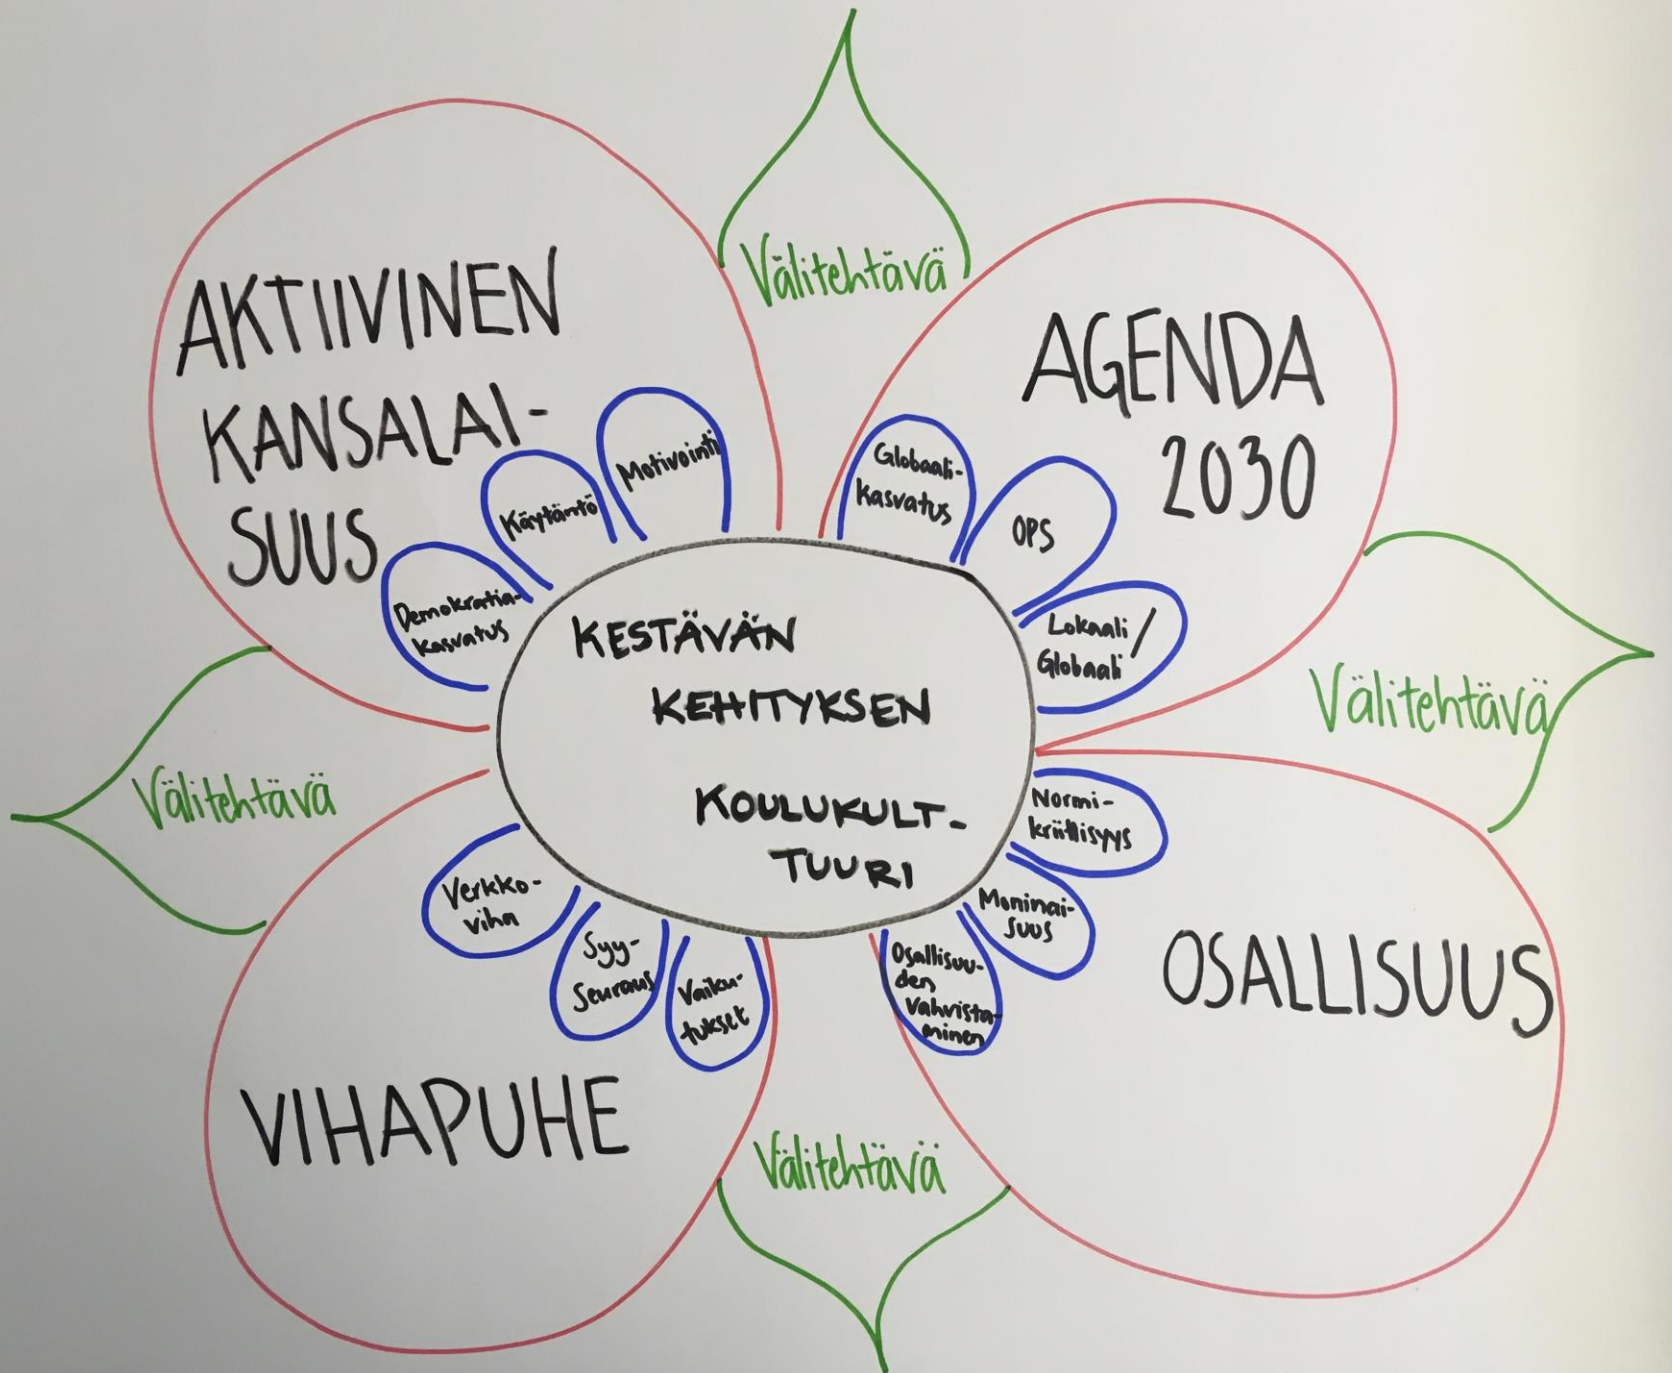 Välitehtävä
AKTIIVINEN
KANSALAI-
SUUS
Motivointi
Käytäntö
Demokratia-
kasvatus
AGENDA
2030
Globaali-
kasvatus
OPS
Lokaali/
Globaali
KESTÄVÄN
KEHITYKSEN
KOULUKULT-
TUURI
Välitehtävä
Välitehtävä
Normi-
kriittisyys
Moninai-
suus
Osallisuu-
den
vahvista-
minen
OSALLISUUS
Verkko-
viha
Syy-
Seuraus
Vaiku-
tukset
VIHAPUHE
Välitehtävä